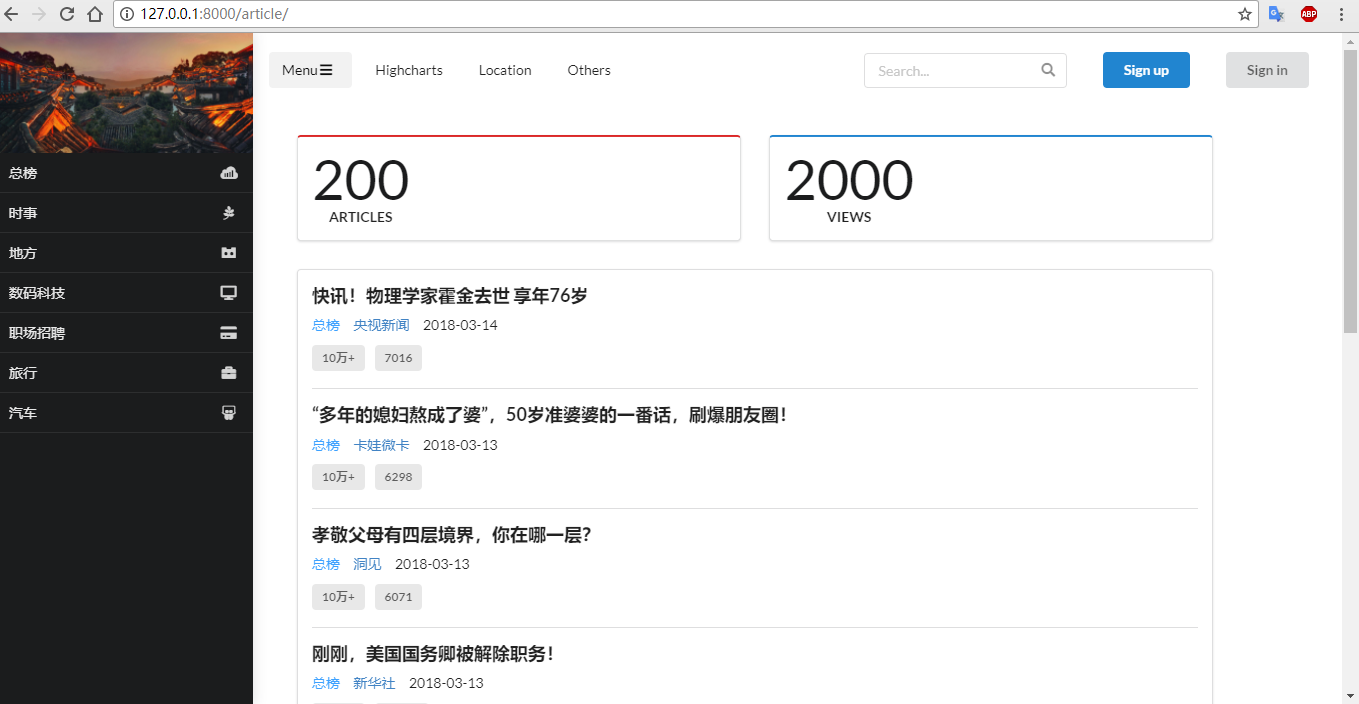 127.0.0.1:8000/article/
ABP
Menu
Highcharts
Location
Others
Search...
Sign up
Sign in
总榜
时事
地方
数码科技
职场招聘
旅行
汽车
200
ARTICLES
2000
VIEWS
快讯！物理学家霍金去世 享年76岁
总榜 央视新闻 2018-03-14
10万+ 7016
“多年的媳妇熬成了婆”，50岁准婆婆的一番话，刷爆朋友圈！
总榜 卡娃微卡 2018-03-13
10万+ 6298
孝敬父母有四层境界，你在哪一层？
总榜 洞见 2018-03-13
10万+ 6071
刚刚，美国国务卿被解除职务！
总榜 新华社 2018-03-13